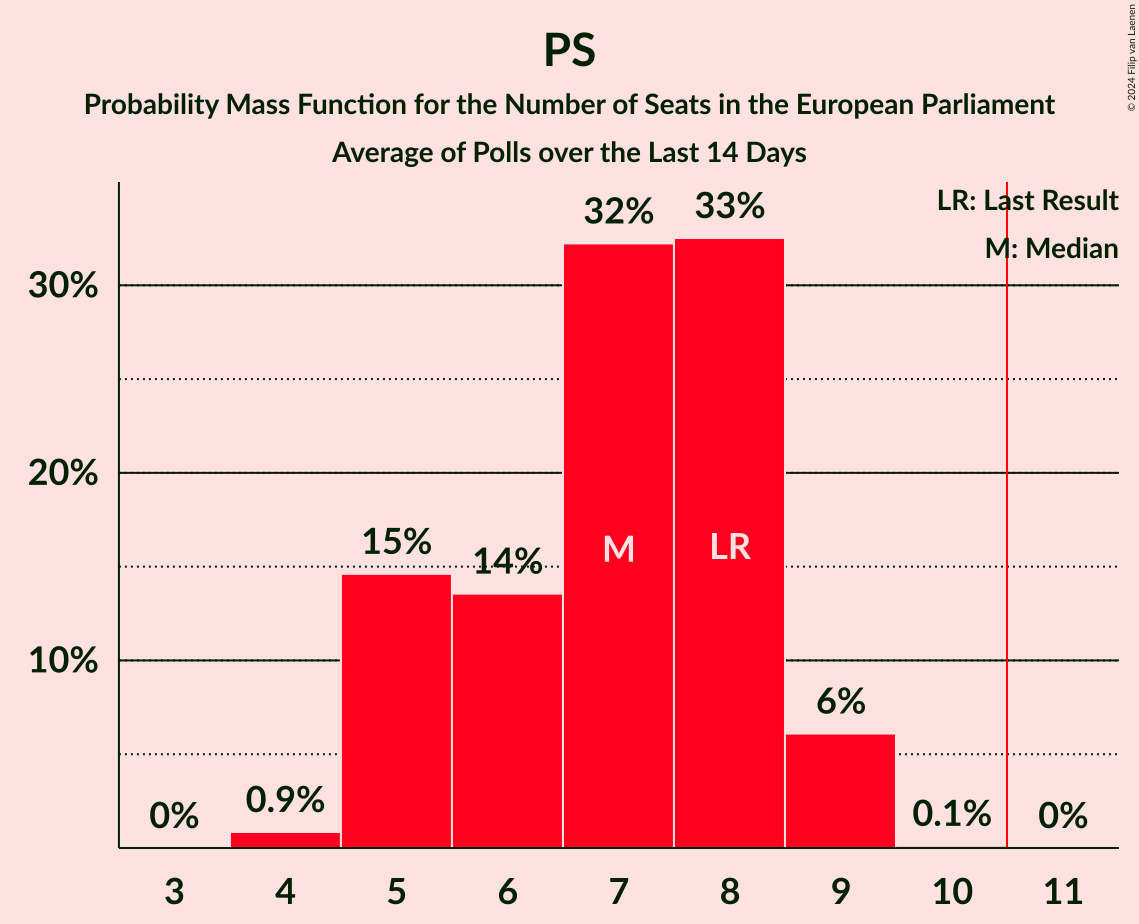 PS
Probability Mass Function for the Number of Seats in the European Parliament
Average of Polls over the Last 14 Days
© 2024 Filip van Laenen
LR: Last Result
M: Median
30%
20%
10%
0%
0.9%
15%
14%
32%
33%
6%
0.1%
0%
M
LR
3 4 5 6 7 8 9 10 11